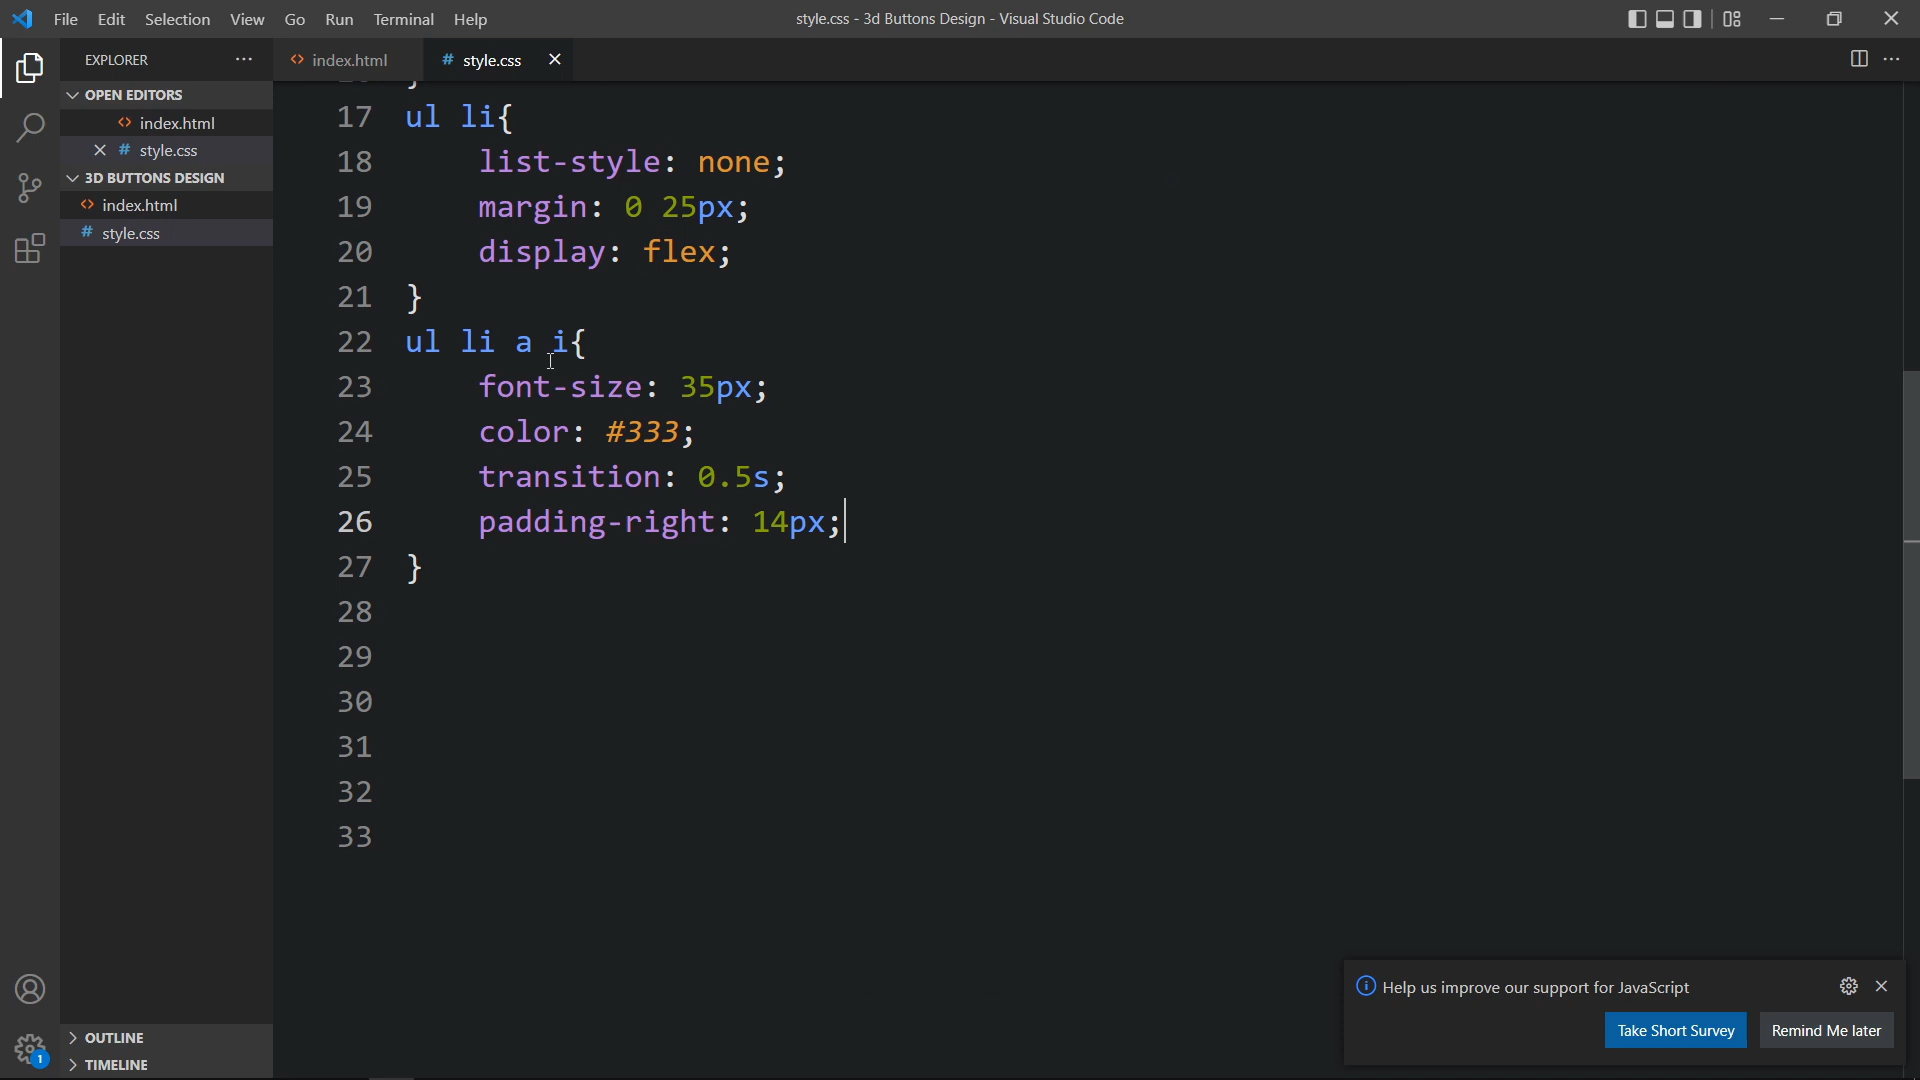 File Edit Selection View Go Run Terminal Help
style.css - 3d Buttons Design - Visual Studio Code
EXPLORER
index.html
style.css
OPEN EDITORS
index.html
style.css
3D BUTTONS DESIGN
index.html
style.css
17 ul li{
18 list-style: none;
19 margin: 0 25px;
20 display: flex;
21 }
22 ul li a i{
23 font-size: 35px;
24 color: #333;
25 transition: 0.5s;
26 padding-right: 14px;
27 }
28
29
30
31
32
33
OUTLINE
TIMELINE
1
Help us improve our support for JavaScript
Take Short Survey
Remind Me later